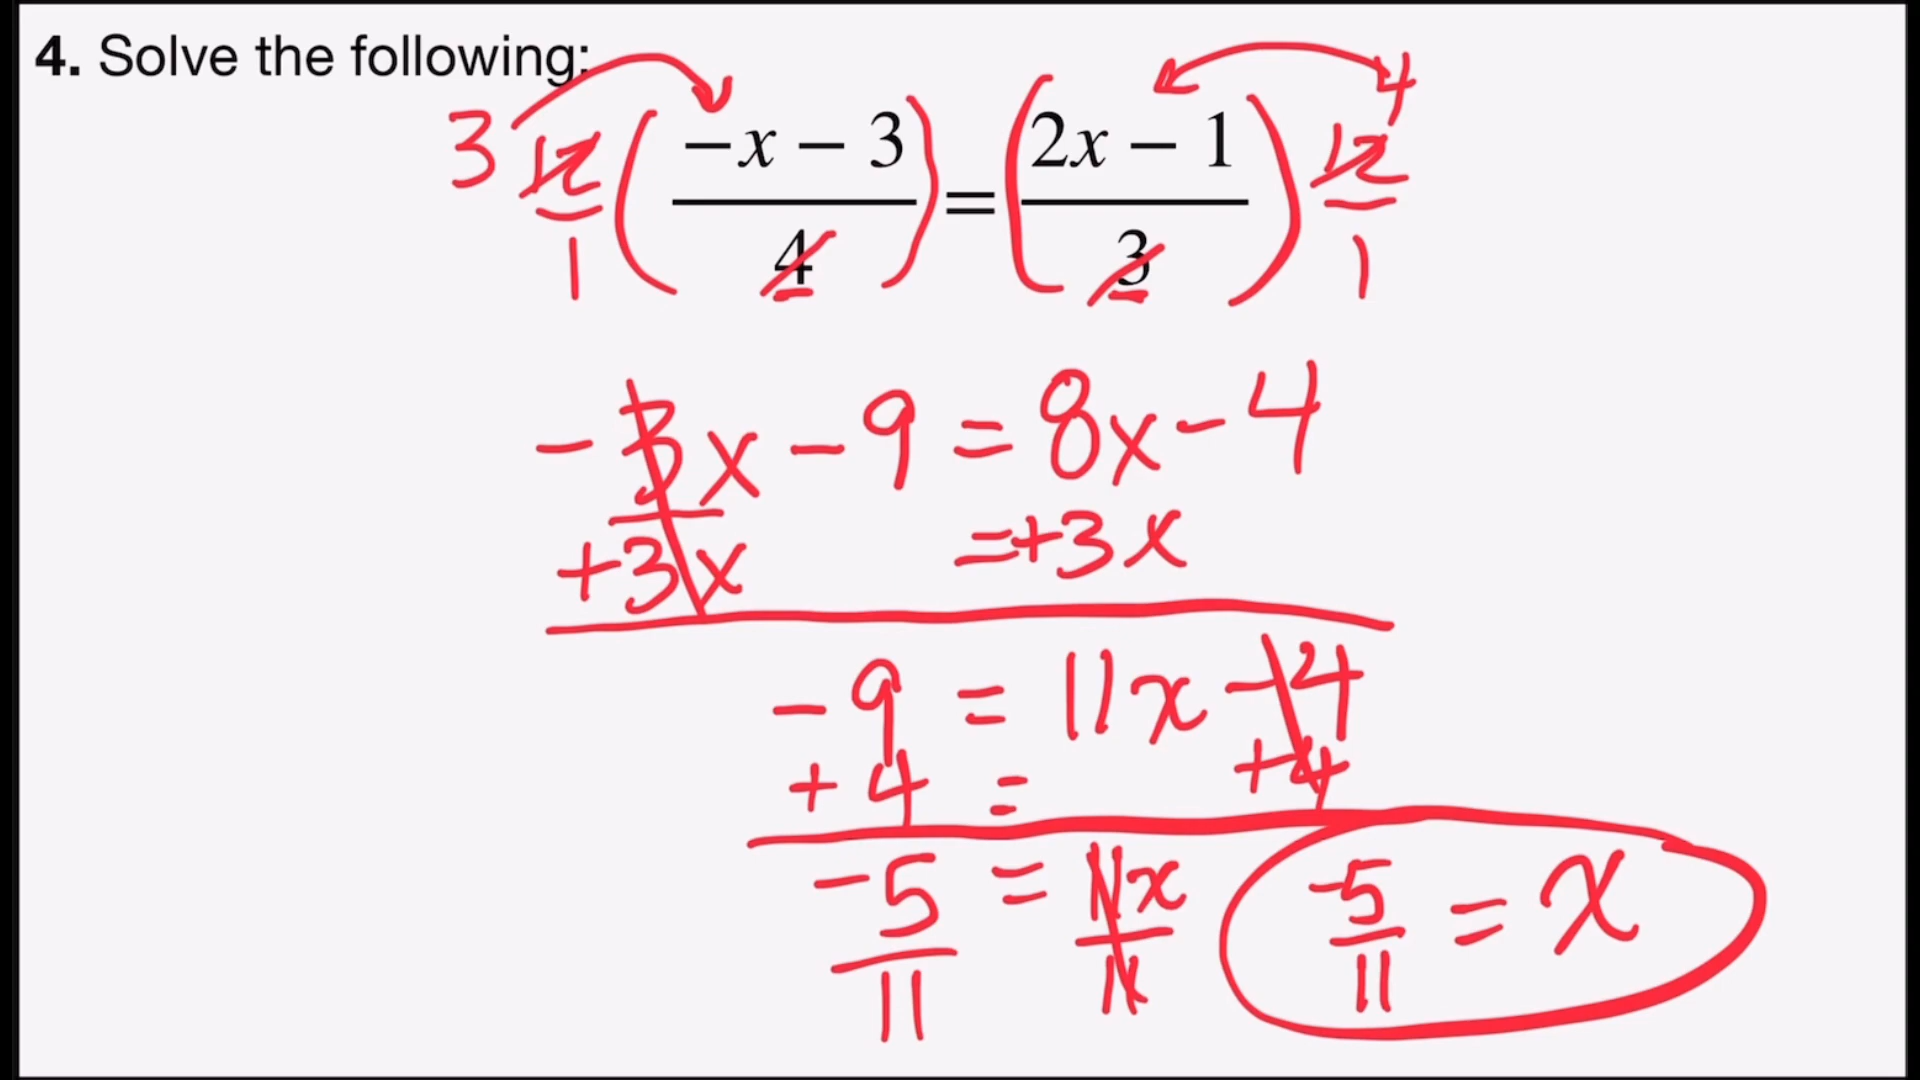 4. Solve the following:
3 12/1 ( (−x − 3)/4 ) = ( (2x − 1)/3 ) 12/1 4
−3x − 9 = 8x − 4
+3x = +3x
−9 = 11x − 4
+4 = +4
−5/11 = 11x/11
−5/11 = x